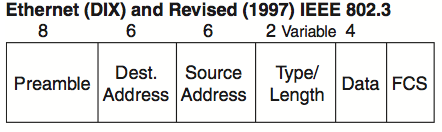 Ethernet (DIX) and Revised (1997) IEEE 802.3
8 6 6 2 Variable 4
Preamble
Dest.
Address
Source
Address
Type/
Length
Data
FCS